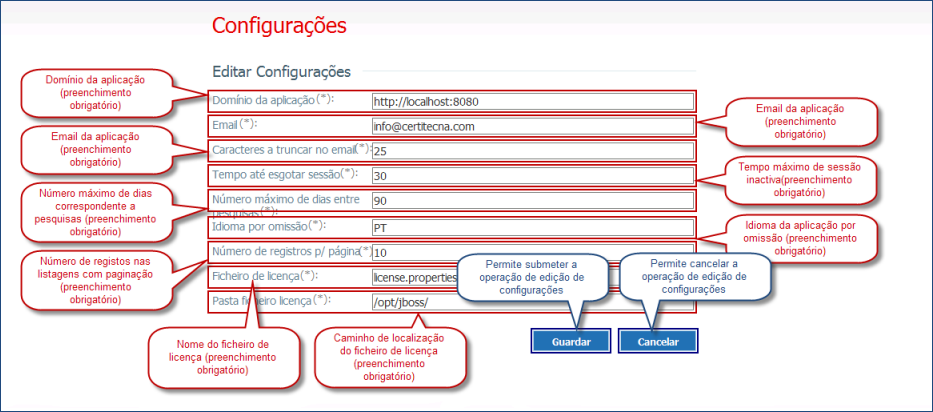 Configurações
Editar Configurações
Domínio da aplicação
(preenchimento
obrigatório)
Domínio da aplicação(*):
http://localhost:8080
Email(*):
info@certitecna.com
Email da aplicação
(preenchimento
obrigatório)
Email da aplicação
(preenchimento
obrigatório)
Caracteres a truncar no email(*):
25
Tempo até esgotar sessão(*):
30
Tempo máximo de sessão
inactiva(preenchimento
obrigatório)
Número máximo de dias
correspondente a
pesquisas (preenchimento
obrigatório)
Número máximo de dias entre
pesquisas(*):
90
Idioma por omissão(*):
PT
Idioma da aplicação por
omissão (preenchimento
obrigatório)
Número de registos nas
listagens com paginação
(preenchimento
obrigatório)
Número de registros p/ página(*)
10
Ficheiro de licença(*):
license.properties
Pasta ficheiro licença(*):
/opt/jboss/
Permite submeter a
operação de edição de
configurações
Permite cancelar a
operação de edição de
configurações
Nome do ficheiro de
licença (preenchimento
obrigatório)
Caminho de localização
do ficheiro de licença
(preenchimento
obrigatório)
Guardar
Cancelar